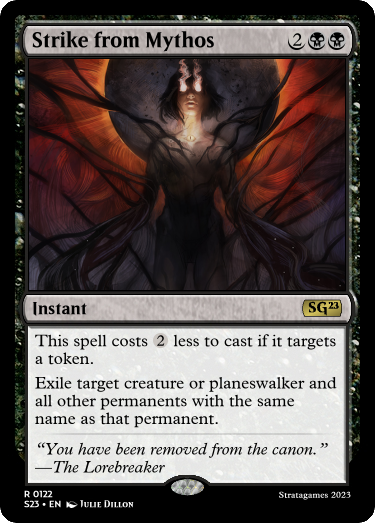 Strike from Mythos 2
Instant SG23
This spell costs 2 less to cast if it targets
a token.
Exile target creature or planeswalker and
all other permanents with the same
name as that permanent.
“You have been removed from the canon.”
—The Lorebreaker
R 0122
S23 • EN Julie Dillon
Stratagames 2023